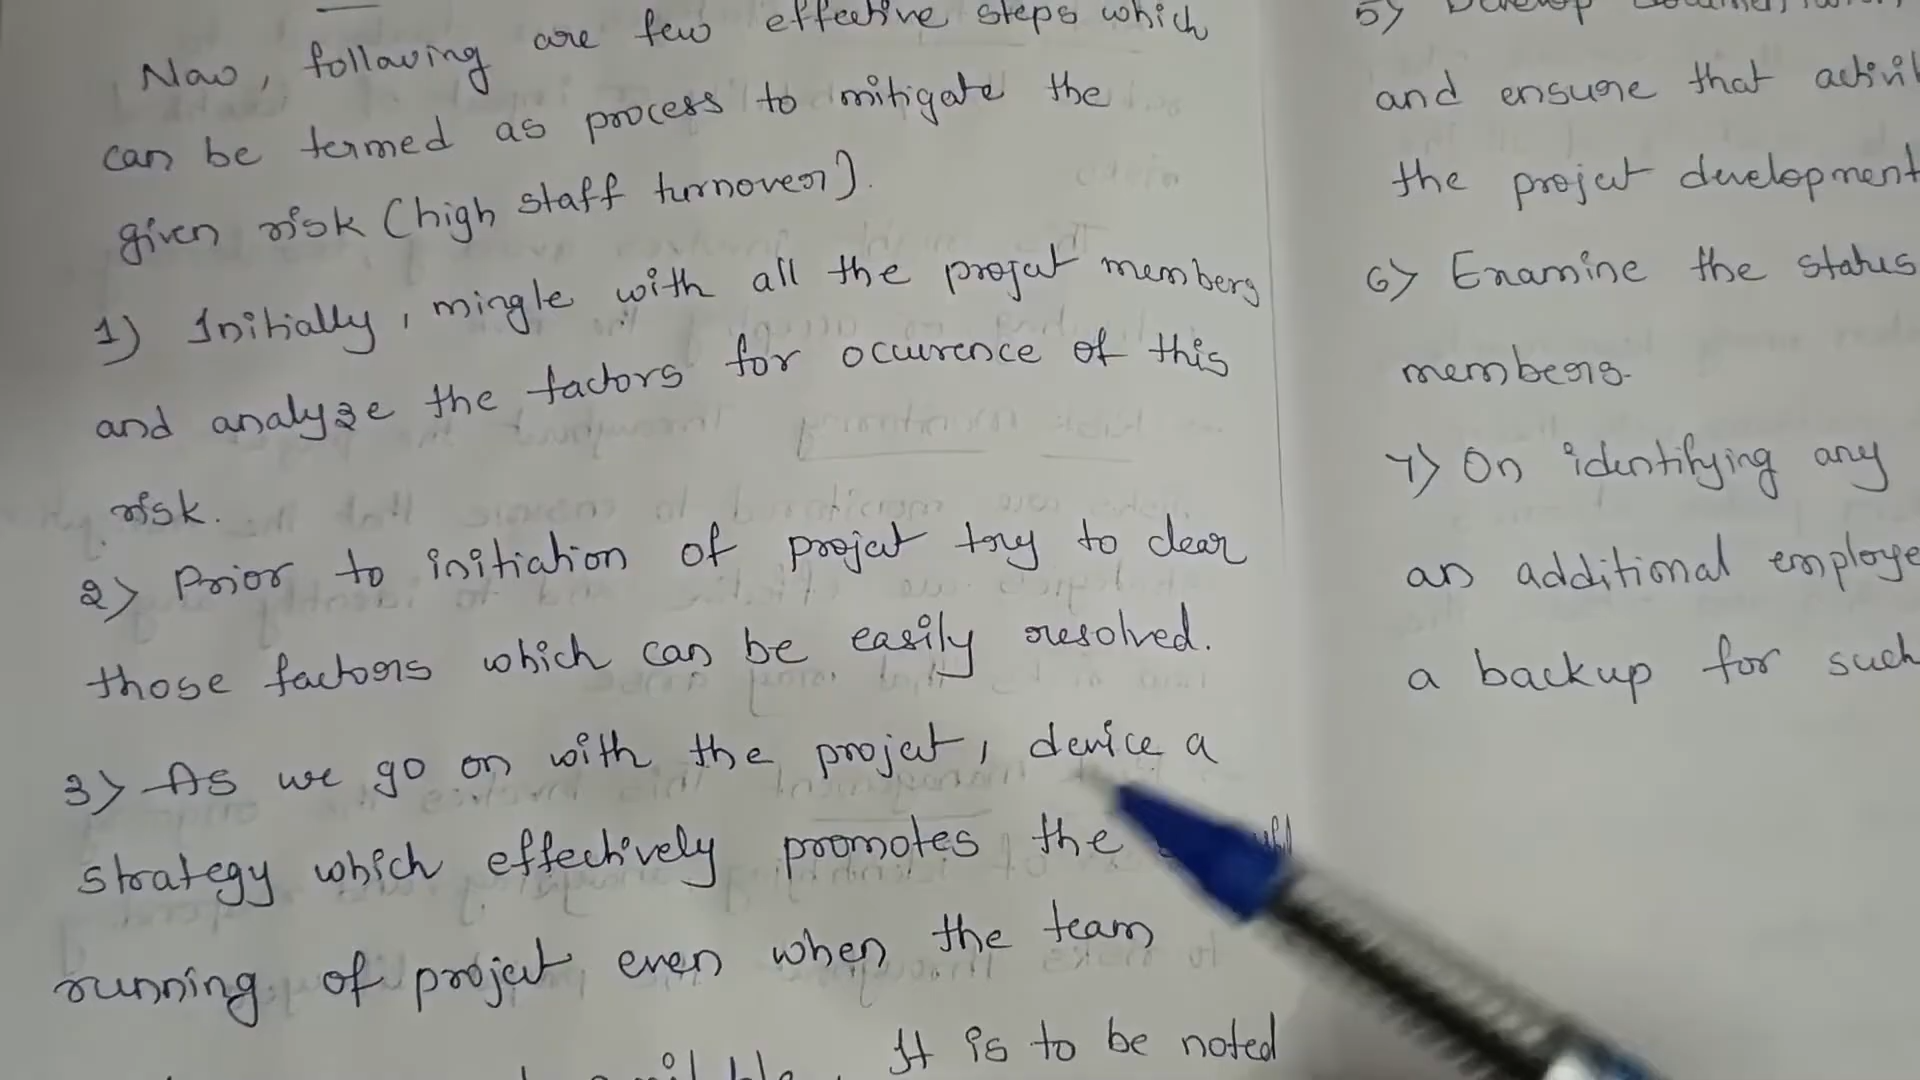 Now, following are few effective steps which
can be termed as process to mitigate the
given risk (high staff turnover).
1) Initially, mingle with all the project members
and analyze the factors for ocuurence of this
risk.
2) Prior to initiation of project try to clear
those factors which can be easily resolved.
3) As we go on with the project, device a
strategy which effectively promotes the
running of project even when the team
It is to be noted
5) Develop
and ensure that
the project development
6) Examine the status
members.
7) On identifying any
an additional
a backup for such